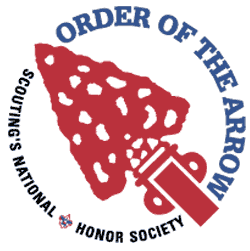 ORDER OF THE ARROW
SCOUTING'S NATIONAL HONOR SOCIETY